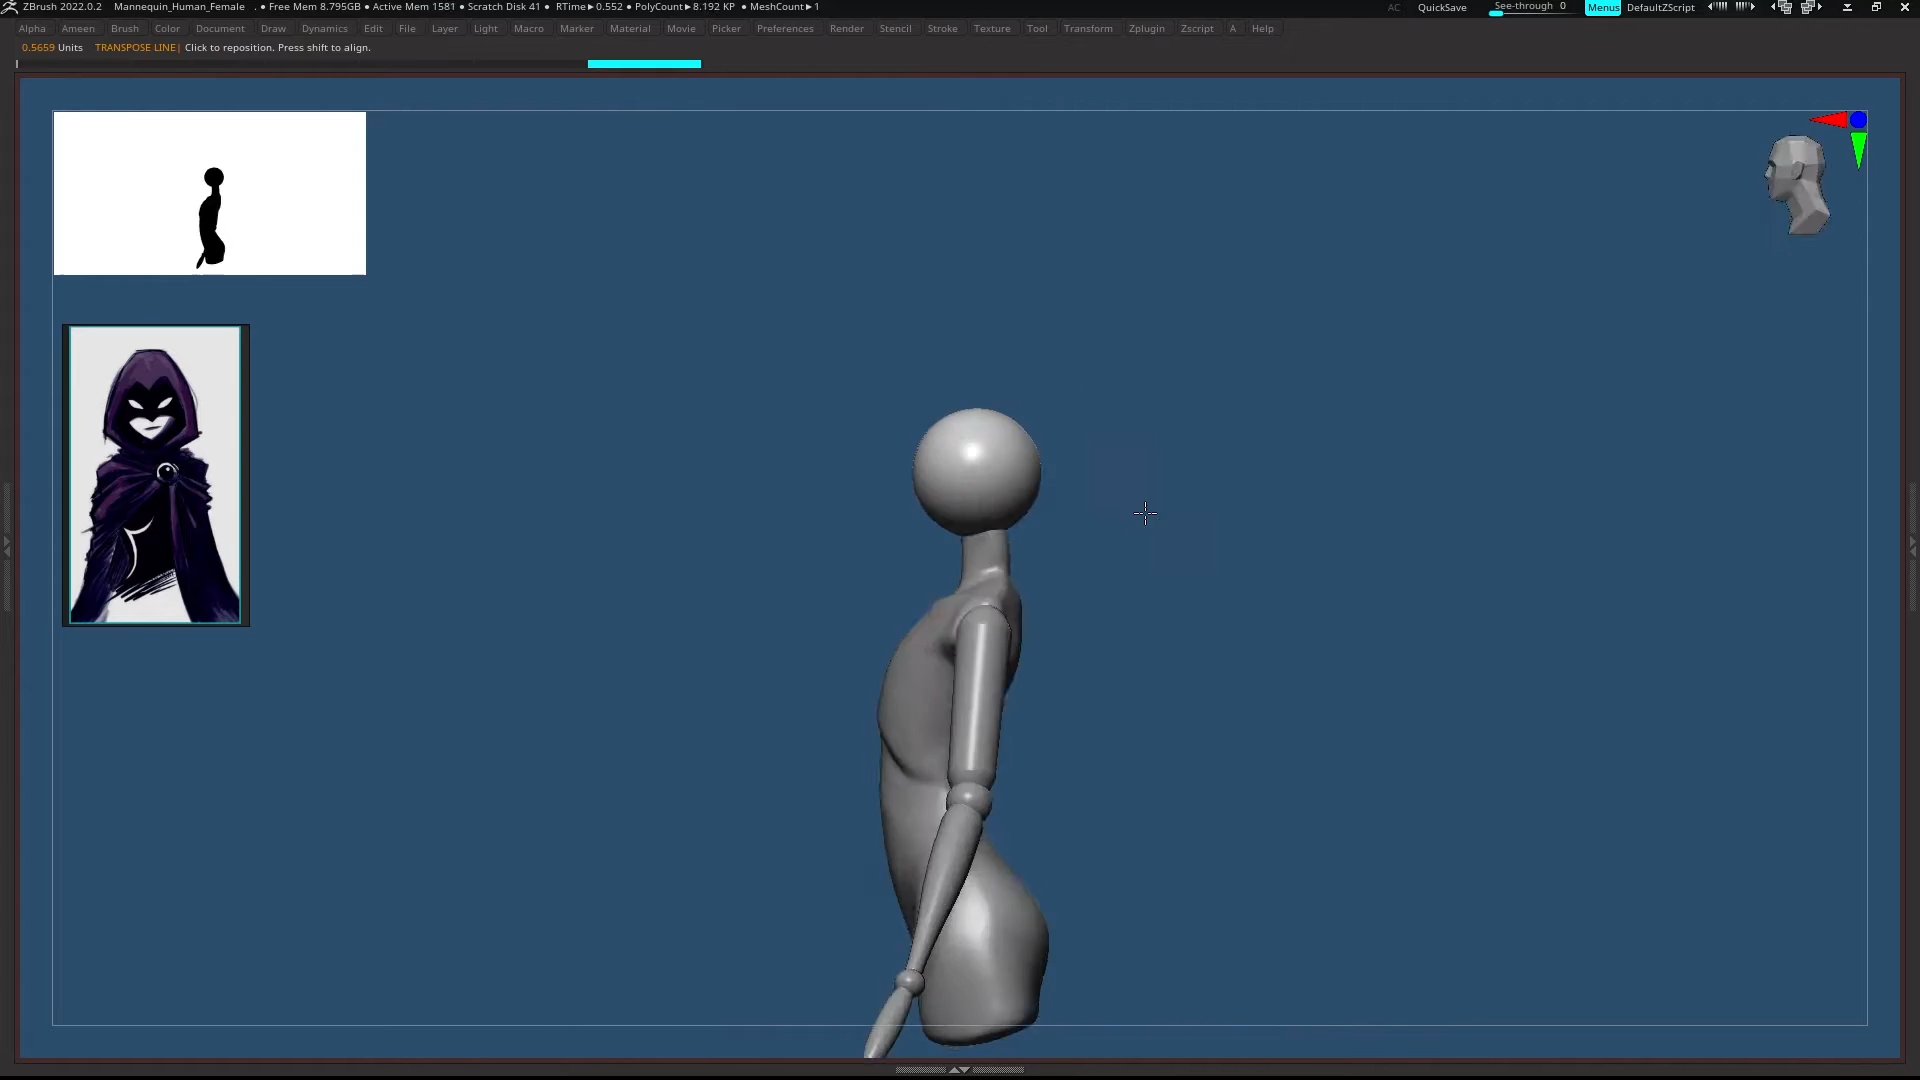 ZBrush 2022.0.2 Mannequin_Human_Female . ● Free Mem 8.795GB ● Active Mem 1581 ● Scratch Disk 41 ● RTime▶0.552 ● PolyCount▶8.192 KP ● MeshCount▶1 AC QuickSave See-through 0 Menus DefaultZScript
Alpha Ameen Brush Color Document Draw Dynamics Edit File Layer Light Macro Marker Material Movie Picker Preferences Render Stencil Stroke Texture Tool Transform Zplugin Zscript A Help
0.5659 Units TRANSPOSE LINE| Click to reposition. Press shift to align.